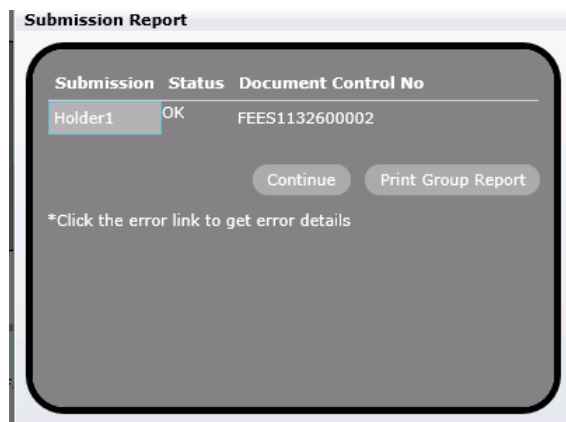 Submission Report
Submission Status Document Control No
Holder1 OK FEES1132600002
Continue Print Group Report
*Click the error link to get error details